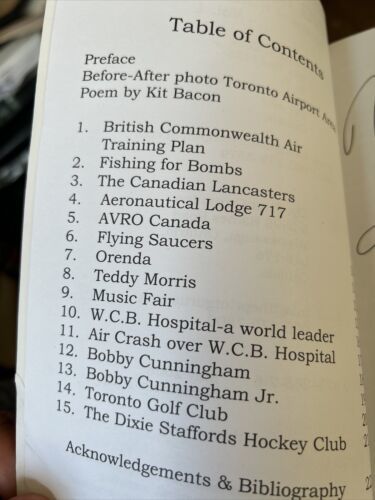 Table of Contents
Preface
Before-After photo Toronto Airport Area
Poem by Kit Bacon
1. British Commonwealth Air
Training Plan
2. Fishing for Bombs
3. The Canadian Lancasters
4. Aeronautical Lodge 717
5. AVRO Canada
6. Flying Saucers
7. Orenda
8. Teddy Morris
9. Music Fair
10. W.C.B. Hospital-a world leader
11. Air Crash over W.C.B. Hospital
12. Bobby Cunningham
13. Bobby Cunningham Jr.
14. Toronto Golf Club
15. The Dixie Staffords Hockey Club
Acknowledgements & Bibliography